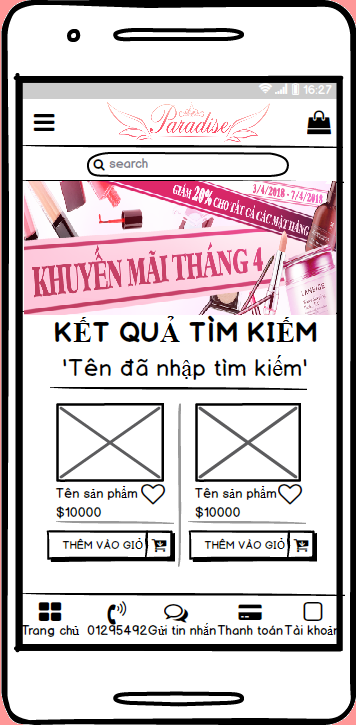 16:27
Paradise
search
3/4/2018 - 7/4/2018
GIẢM 20% CHO TẤT CẢ CÁC MẶT HÀNG
KHUYẾN MÃI THÁNG 4
LANEIGE
KẾT QUẢ TÌM KIẾM
'Tên đã nhập tìm kiếm'
Tên sản phẩm Tên sản phẩm
$10000 $10000
THÊM VÀO GIỎ THÊM VÀO GIỎ
Trang chủ 01295492 Gửi tin nhắn Thanh toán Tài khoản